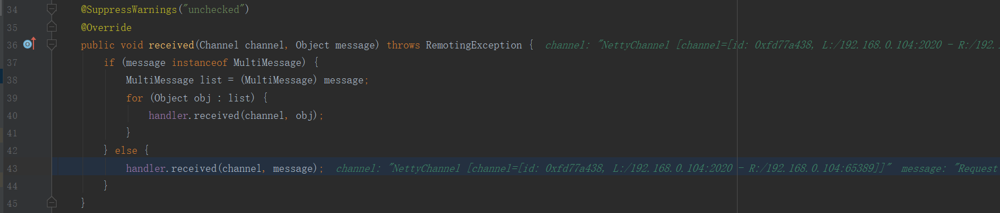 34 @SuppressWarnings("unchecked")
35 @Override
36 public void received(Channel channel, Object message) throws RemotingException { channel: "NettyChannel [channel=[id: 0xfd77a438, L:/192.168.0.104:2020 - R:/192.1
37 if (message instanceof MultiMessage) {
38 MultiMessage list = (MultiMessage) message;
39 for (Object obj : list) {
40 handler.received(channel, obj);
41 }
42 } else {
43 handler.received(channel, message); channel: "NettyChannel [channel=[id: 0xfd77a438, L:/192.168.0.104:2020 - R:/192.168.0.104:65389]]" message: "Request
44 }
45 }